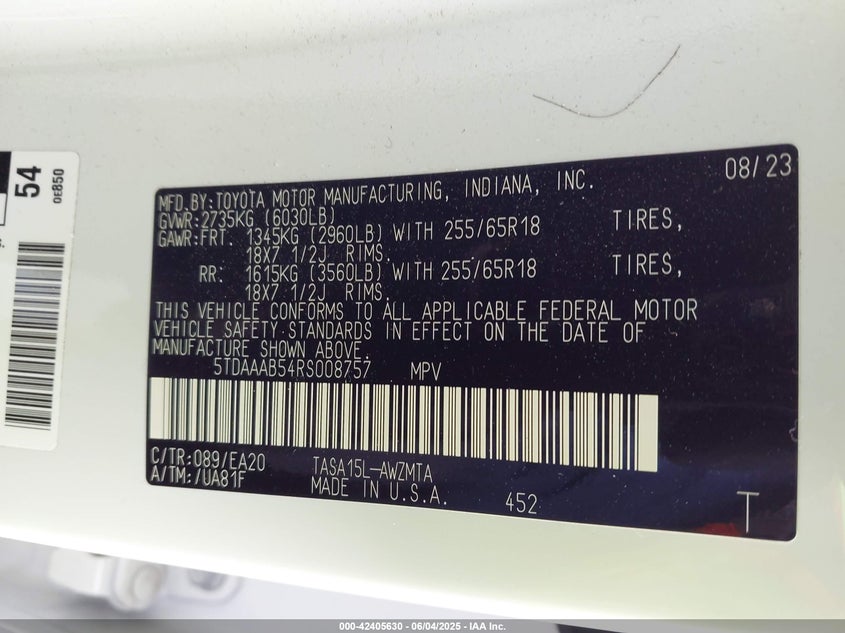 54
0E850
08/23
MFD.BY:TOYOTA MOTOR MANUFACTURING, INDIANA, INC.
GVWR:2735KG (6030LB)
GAWR:FRT. 1345KG (2960LB) WITH 255/65R18 TIRES,
18X7 1/2J RIMS.
RR. 1615KG (3560LB) WITH 255/65R18 TIRES,
18X7 1/2J RIMS.
THIS VEHICLE CONFORMS TO ALL APPLICABLE FEDERAL MOTOR
VEHICLE SAFETY STANDARDS IN EFFECT ON THE DATE OF
MANUFACTURE SHOWN ABOVE.
5TDAAAB54RS008757 MPV
C/TR:089/EA20 TASA15L-AWZMTA
A/TM:/UA81F MADE IN U.S.A. 452
T
000-42405630 - 06/04/2025 - IAA Inc.